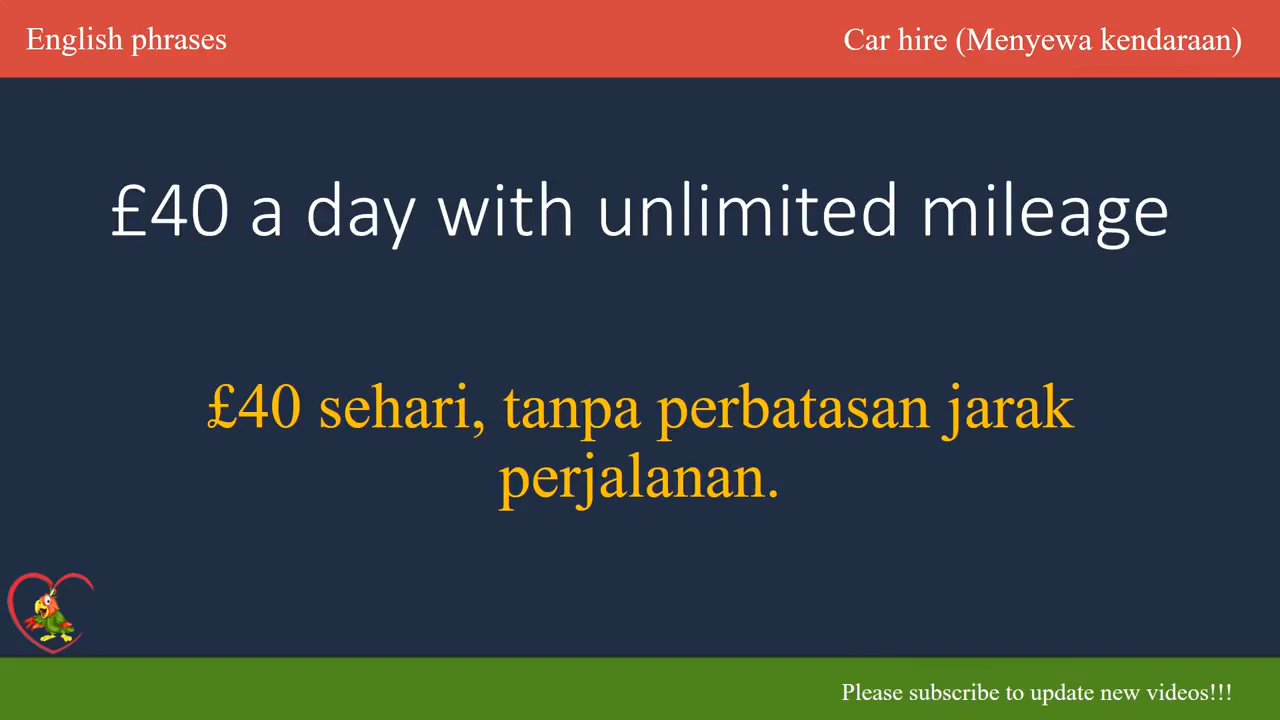 English phrases
Car hire (Menyewa kendaraan)
£40 a day with unlimited mileage
£40 sehari, tanpa perbatasan jarak
perjalanan.
Please subscribe to update new videos!!!